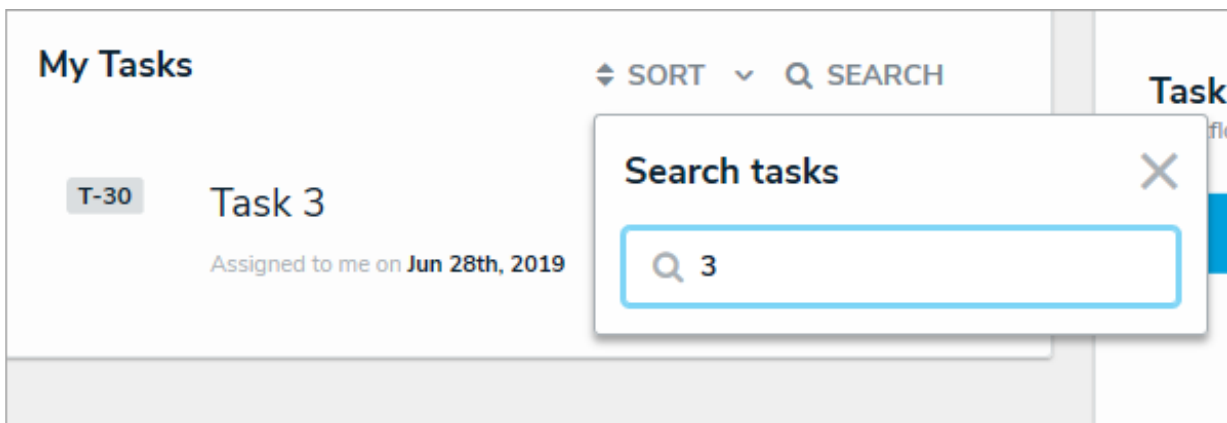 My Tasks
SORT
SEARCH
T-30
Task 3
Assigned to me on Jun 28th, 2019
Search tasks
3
Task